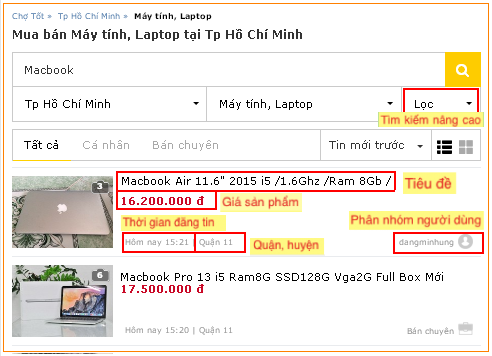 Chợ Tốt » Tp Hồ Chí Minh » Máy tính, Laptop
Mua bán Máy tính, Laptop tại Tp Hồ Chí Minh
Macbook
Tp Hồ Chí Minh
Máy tính, Laptop
Lọc
Tìm kiếm nâng cao
Tất cả
Cá nhân
Bán chuyên
Tin mới trước
3
Macbook Air 11.6" 2015 i5 /1.6Ghz /Ram 8Gb /
Tiêu đề
16.200.000 đ
Giá sản phẩm
Thời gian đăng tin
Phân nhóm người dùng
Hôm nay 15:21 | Quận 11
Quận, huyện
dangminhung
6
Macbook Pro 13 i5 Ram8G SSD128G Vga2G Full Box Mới
17.500.000 đ
Hôm nay 15:20 | Quận 11
Bán chuyên